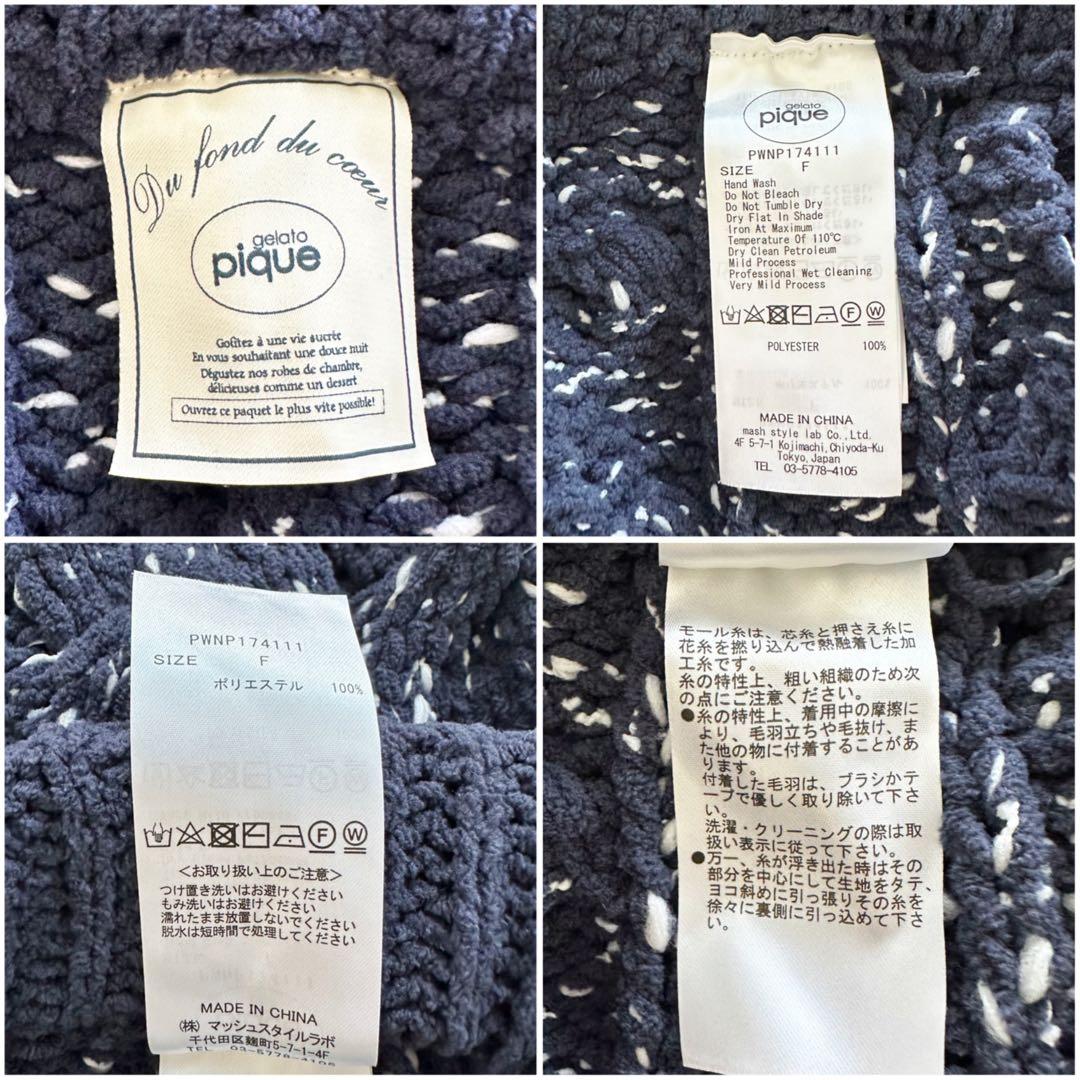 Du fond du cœur
gelato
pique
Goûtez à une vie sucrée
En vous souhaitant une douce nuit
Dégustez nos robes de chambre,
délicieuses comme un dessert
Ouvrez ce paquet le plus vite possible!
gelato
pique
PWNP174111
SIZE F
Hand Wash
Do Not Bleach
Do Not Tumble Dry
Dry Flat In Shade
Iron At Maximum
Temperature Of 110℃
Dry Clean Petroleum
Mild Process
Professional Wet Cleaning
Very Mild Process
F W
POLYESTER 100%
MADE IN CHINA
mash style lab Co.,Ltd.
4F 5-7-1 Kojimachi,Chiyoda-Ku
Tokyo,Japan
TEL 03-5778-4105
PWNP174111
SIZE F
ポリエステル 100%
F W
<お取り扱い上のご注意>
つけ置き洗いはお避けください
もみ洗いはお避けください
濡れたまま放置しないでください
脱水は短時間で処理してください
MADE IN CHINA
(株) マッシュスタイルラボ
千代田区麹町5-7-1-4F
TEL 03-5778-4105
モール糸は、芯糸と押さえ糸に
花糸を撚り込んで熱融着した加
工糸です。
糸の特性上、粗い組織のため次
の点にご注意ください。
●糸の特性上、着用中の摩擦に
より、毛羽立ちや毛抜け、ま
た他の物に付着することがあ
ります。
付着した毛羽は、ブラシかテ
ープで優しく取り除いて下さ
い。
洗濯・クリーニングの際は取
扱い表示に従って下さい。
●万一、糸が浮き出た時はその
部分を中心にして生地をタテ、
ヨコ斜めに引っ張りその糸を
徐々に裏側に引っ込めて下さ
い。